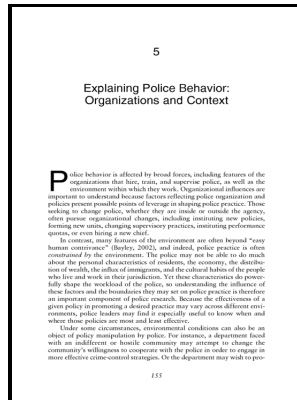 5
Explaining Police Behavior:
Organizations and Context
Police behavior is affected by broad forces, including features of the
organizations that hire, train, and supervise police, as well as the
environment within which they work. Organizational influences are
important to understand because factors reflecting police organization and
policies present possible points of leverage in shaping police practice. Those
seeking to change police, whether they are inside or outside the agency,
often pursue organizational changes, including instituting new policies,
forming new units, changing supervisory practices, instituting performance
quotas, or even hiring a new chief.
In contrast, many features of the environment are often beyond “easy
human contrivance” (Bayley, 2002), and indeed, police practice is often
constrained by the environment. The police may not be able to do much
about the personal characteristics of residents, the economy, the distribu-
tion of wealth, the influx of immigrants, and the cultural habits of the people
who live and work in their jurisdiction. Yet these characteristics do power-
fully shape the workload of the police, so understanding the influence of
these factors and the boundaries they may set on police practice is therefore
an important component of police research. Because the effectiveness of a
given policy in promoting a desired practice may vary across different envi-
ronments, police leaders may find it especially useful to know when and
where those policies are most and least effective.
Under some circumstances, environmental conditions can also be an
object of policy manipulation by police. For instance, a department faced
with an indifferent or hostile community may attempt to change the
community’s willingness to cooperate with the police in order to engage in
more effective crime-control strategies. Or the department may wish to pro-
155